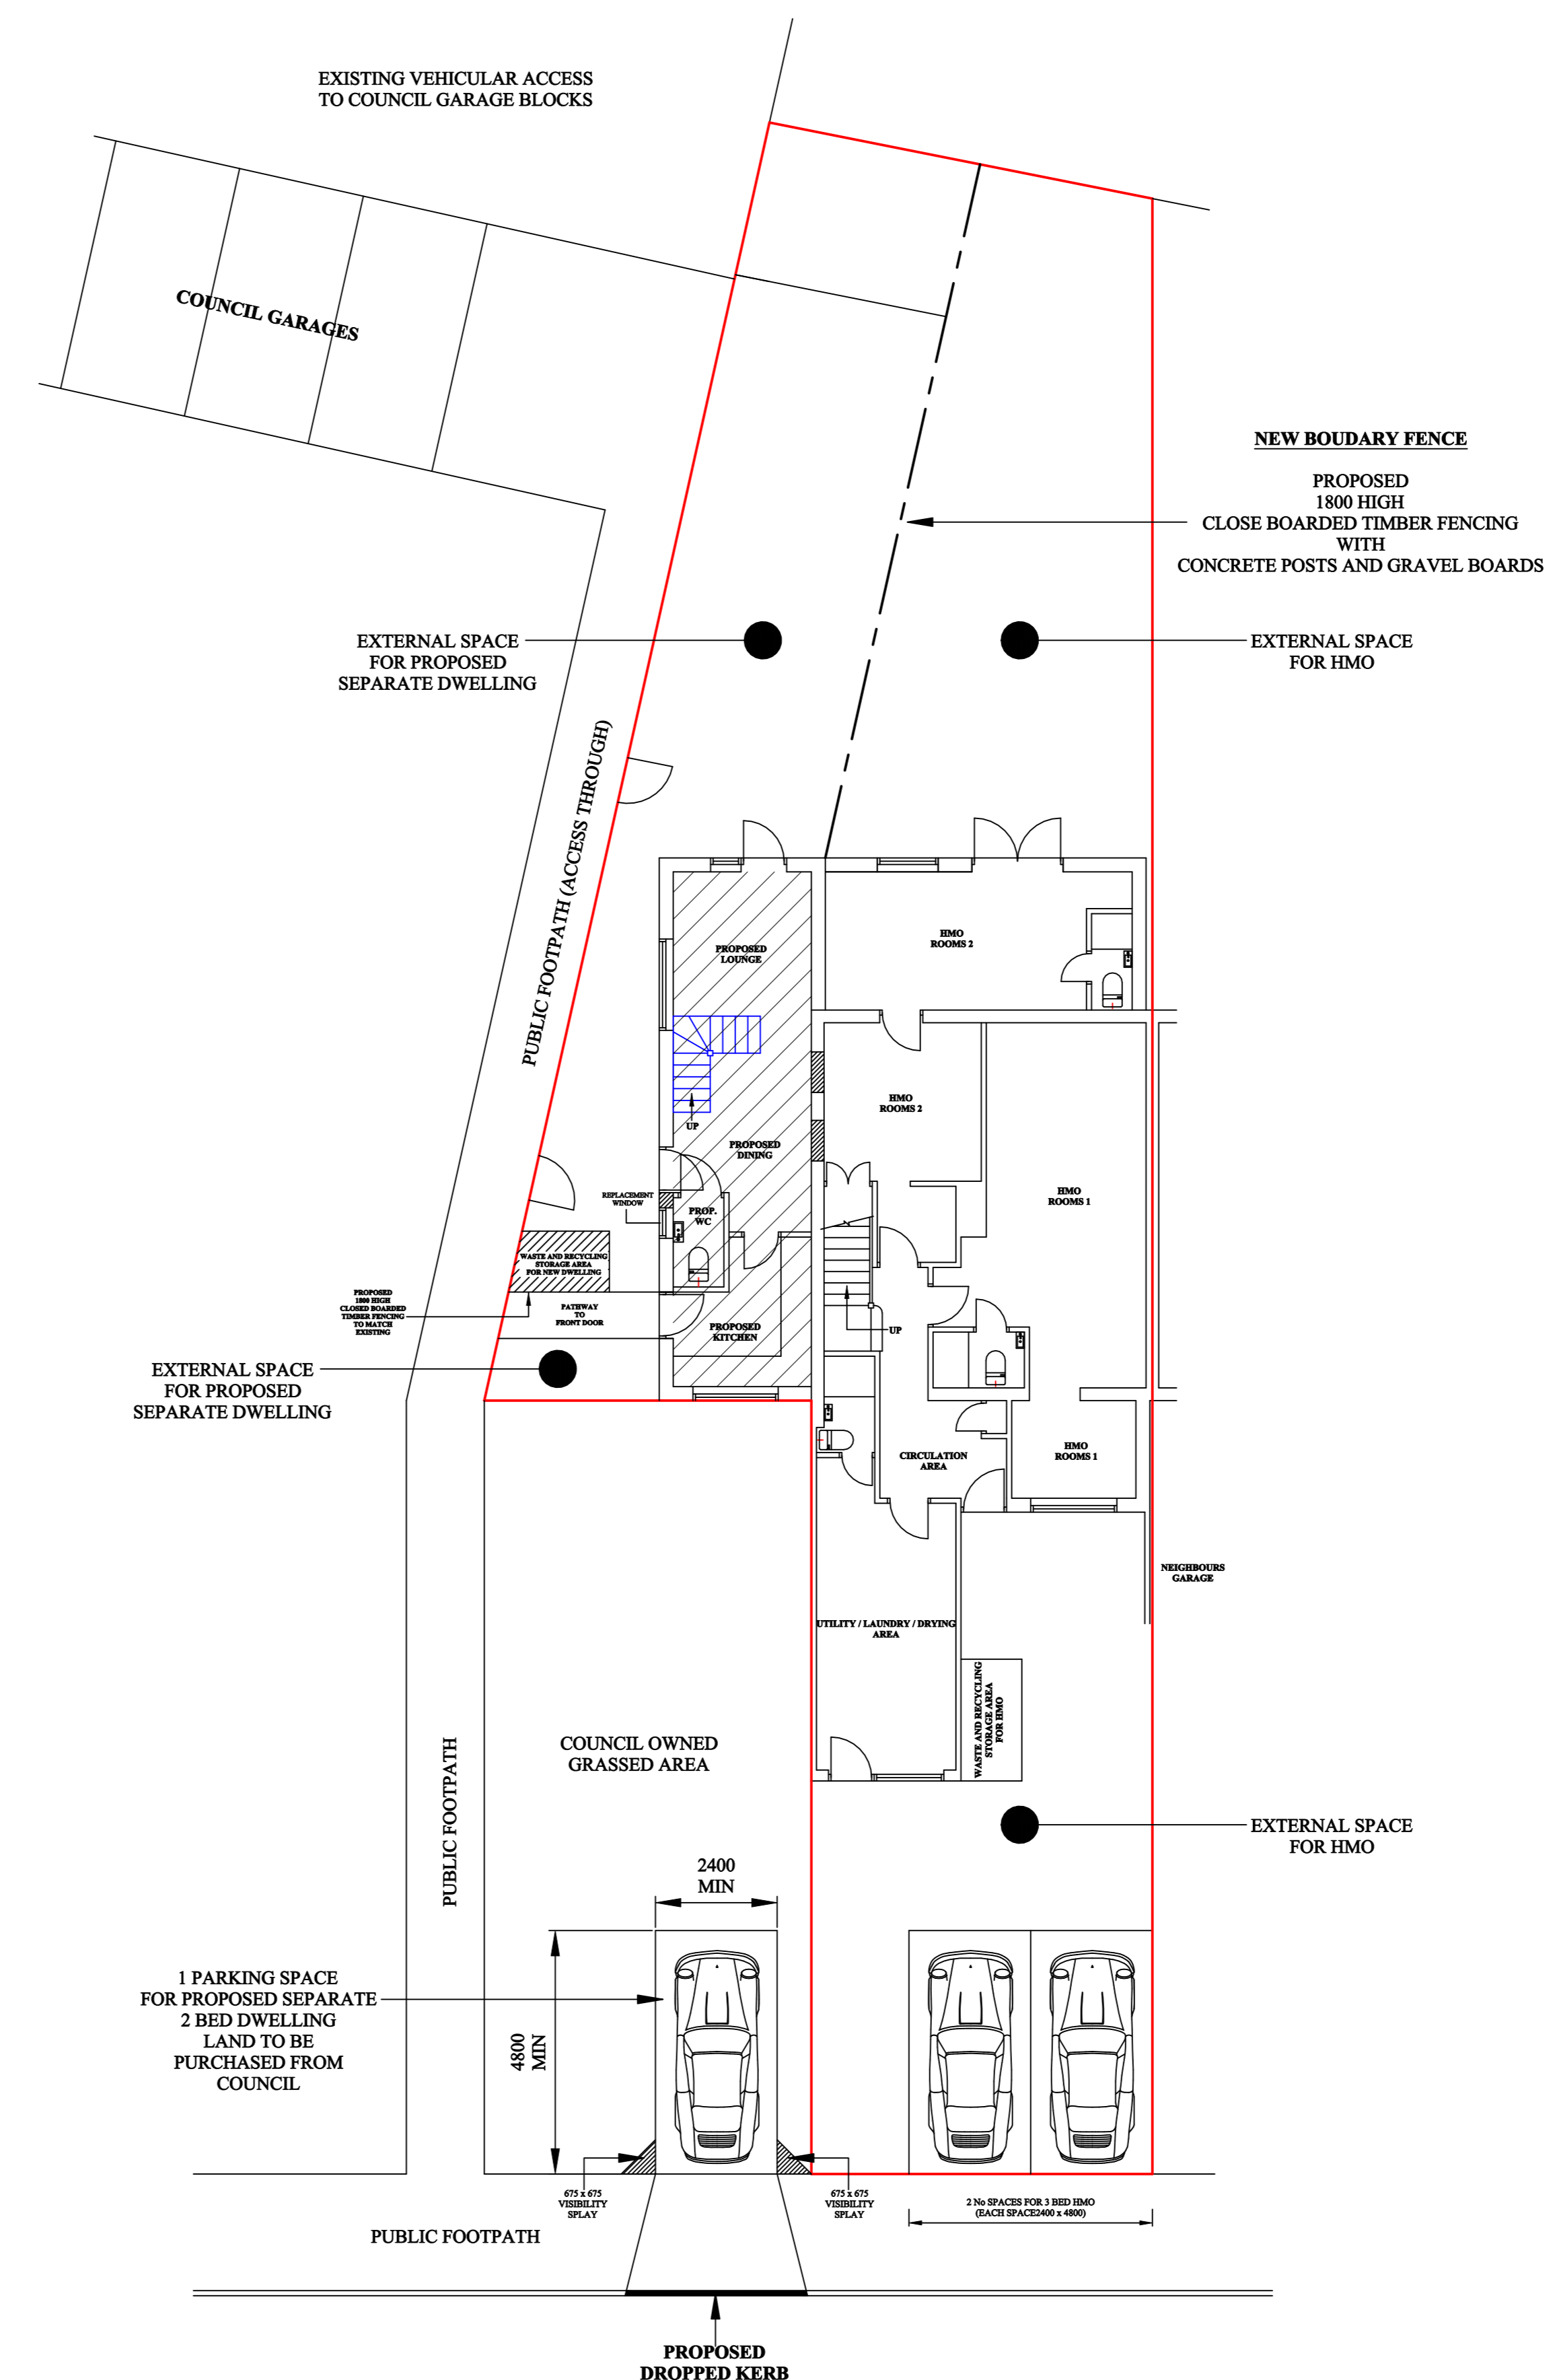 EXISTING VEHICULAR ACCESS
TO COUNCIL GARAGE BLOCKS
COUNCIL GARAGES
NEW BOUDARY FENCE
PROPOSED
1800 HIGH
CLOSE BOARDED TIMBER FENCING
WITH
CONCRETE POSTS AND GRAVEL BOARDS
EXTERNAL SPACE
FOR PROPOSED
SEPARATE DWELLING
EXTERNAL SPACE
FOR HMO
PUBLIC FOOTPATH (ACCESS THROUGH)
PROPOSED
LOUNGE
HMO
ROOMS 2
HMO
ROOMS 2
UP
PROPOSED
DINING
HMO
ROOMS 1
REPLACEMENT
WINDOW
PROP.
WC
WASTE AND RECYCLING
STORAGE AREA
FOR NEW DWELLING
PROPOSED
1800 HIGH
CLOSED BOARDED
TIMBER FENCING
TO MATCH
EXISTING
PATHWAY
TO
FRONT DOOR
PROPOSED
KITCHEN
UP
EXTERNAL SPACE
FOR PROPOSED
SEPARATE DWELLING
CIRCULATION
AREA
HMO
ROOMS 1
NEIGHBOURS
GARAGE
UTILITY / LAUNDRY / DRYING
AREA
WASTE AND RECYCLING
STORAGE AREA
FOR HMO
COUNCIL OWNED
GRASSED AREA
PUBLIC FOOTPATH
EXTERNAL SPACE
FOR HMO
2400
MIN
1 PARKING SPACE
FOR PROPOSED SEPARATE
2 BED DWELLING
LAND TO BE
PURCHASED FROM
COUNCIL
4800
MIN
675 x 675
VISIBILITY
SPLAY
675 x 675
VISIBILITY
SPLAY
2 No SPACES FOR 3 BED HMO
(EACH SPACE2400 x 4800)
PUBLIC FOOTPATH
PROPOSED
DROPPED KERB